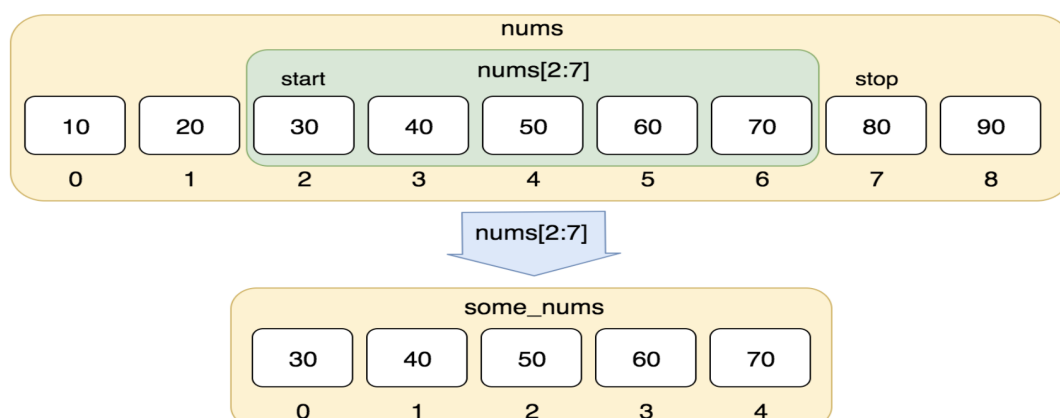 nums
start nums[2:7] stop
10 20 30 40 50 60 70 80 90
0 1 2 3 4 5 6 7 8
nums[2:7]
some_nums
30 40 50 60 70
0 1 2 3 4